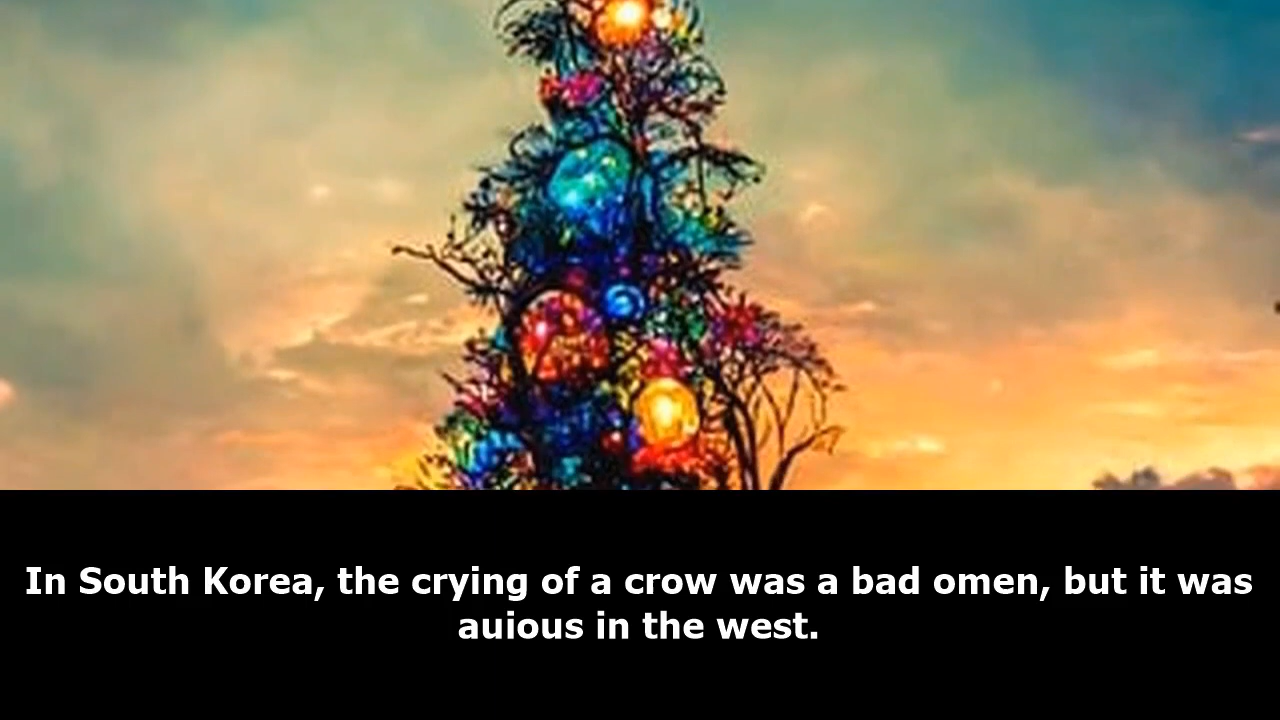 In South Korea, the crying of a crow was a bad omen, but it was
auious in the west.